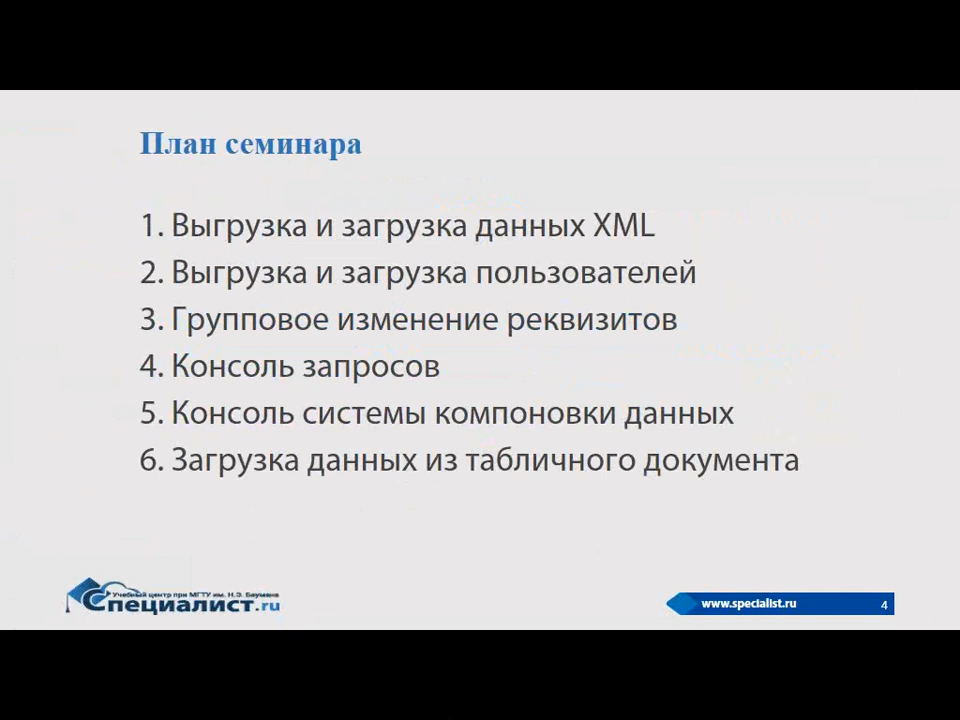 План семинара
1. Выгрузка и загрузка данных XML
2. Выгрузка и загрузка пользователей
3. Групповое изменение реквизитов
4. Консоль запросов
5. Консоль системы компоновки данных
6. Загрузка данных из табличного документа
Учебный центр при МГТУ им. Н.Э. Баумана
Специалист.ru
www.specialist.ru
4